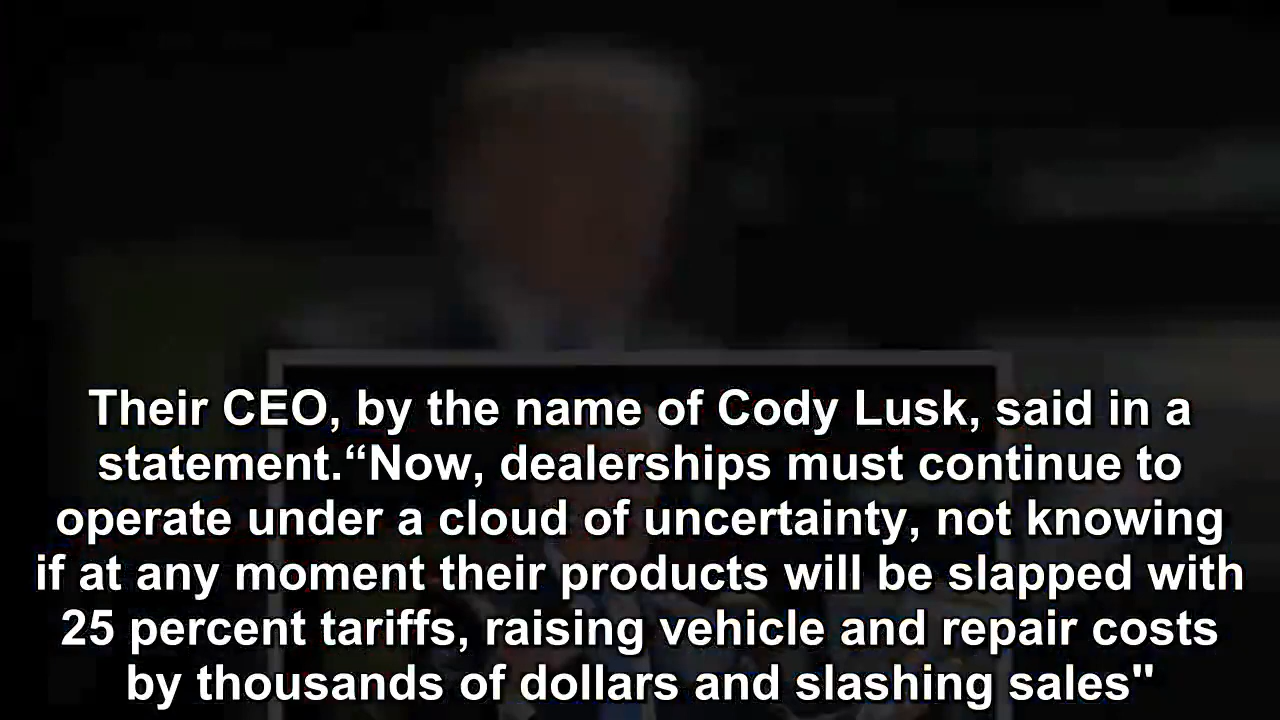 Their CEO, by the name of Cody Lusk, said in a
statement.“Now, dealerships must continue to
operate under a cloud of uncertainty, not knowing
if at any moment their products will be slapped with
25 percent tariffs, raising vehicle and repair costs
by thousands of dollars and slashing sales"